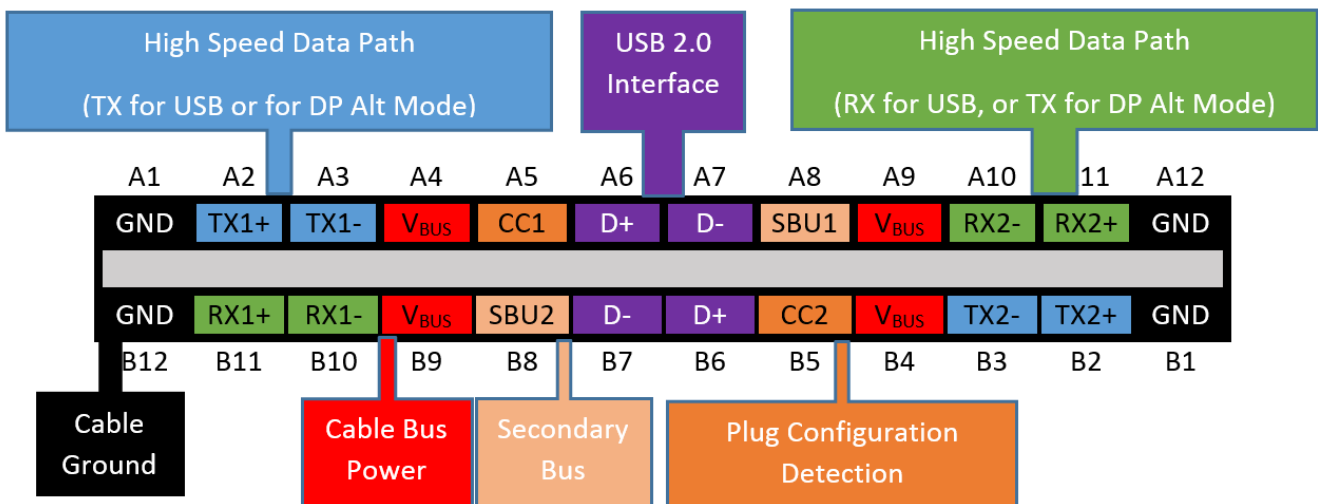 High Speed Data Path
(TX for USB or for DP Alt Mode)
USB 2.0
Interface
High Speed Data Path
(RX for USB, or TX for DP Alt Mode)
A1 A2 A3 A4 A5 A6 A7 A8 A9 A10 11 A12
GND TX1+ TX1- VBUS CC1 D+ D- SBU1 VBUS RX2- RX2+ GND
GND RX1+ RX1- VBUS SBU2 D- D+ CC2 VBUS TX2- TX2+ GND
B12 B11 B10 B9 B8 B7 B6 B5 B4 B3 B2 B1
Cable
Ground
Cable Bus
Power
Secondary
Bus
Plug Configuration
Detection